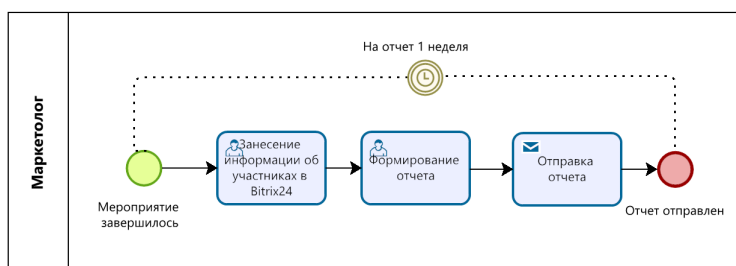 На отчет 1 неделя
Маркетолог
Занесение
информации об
участниках в
Bitrix24
Формирование
отчета
Отправка
отчета
Мероприятие
завершилось
Отчет отправлен